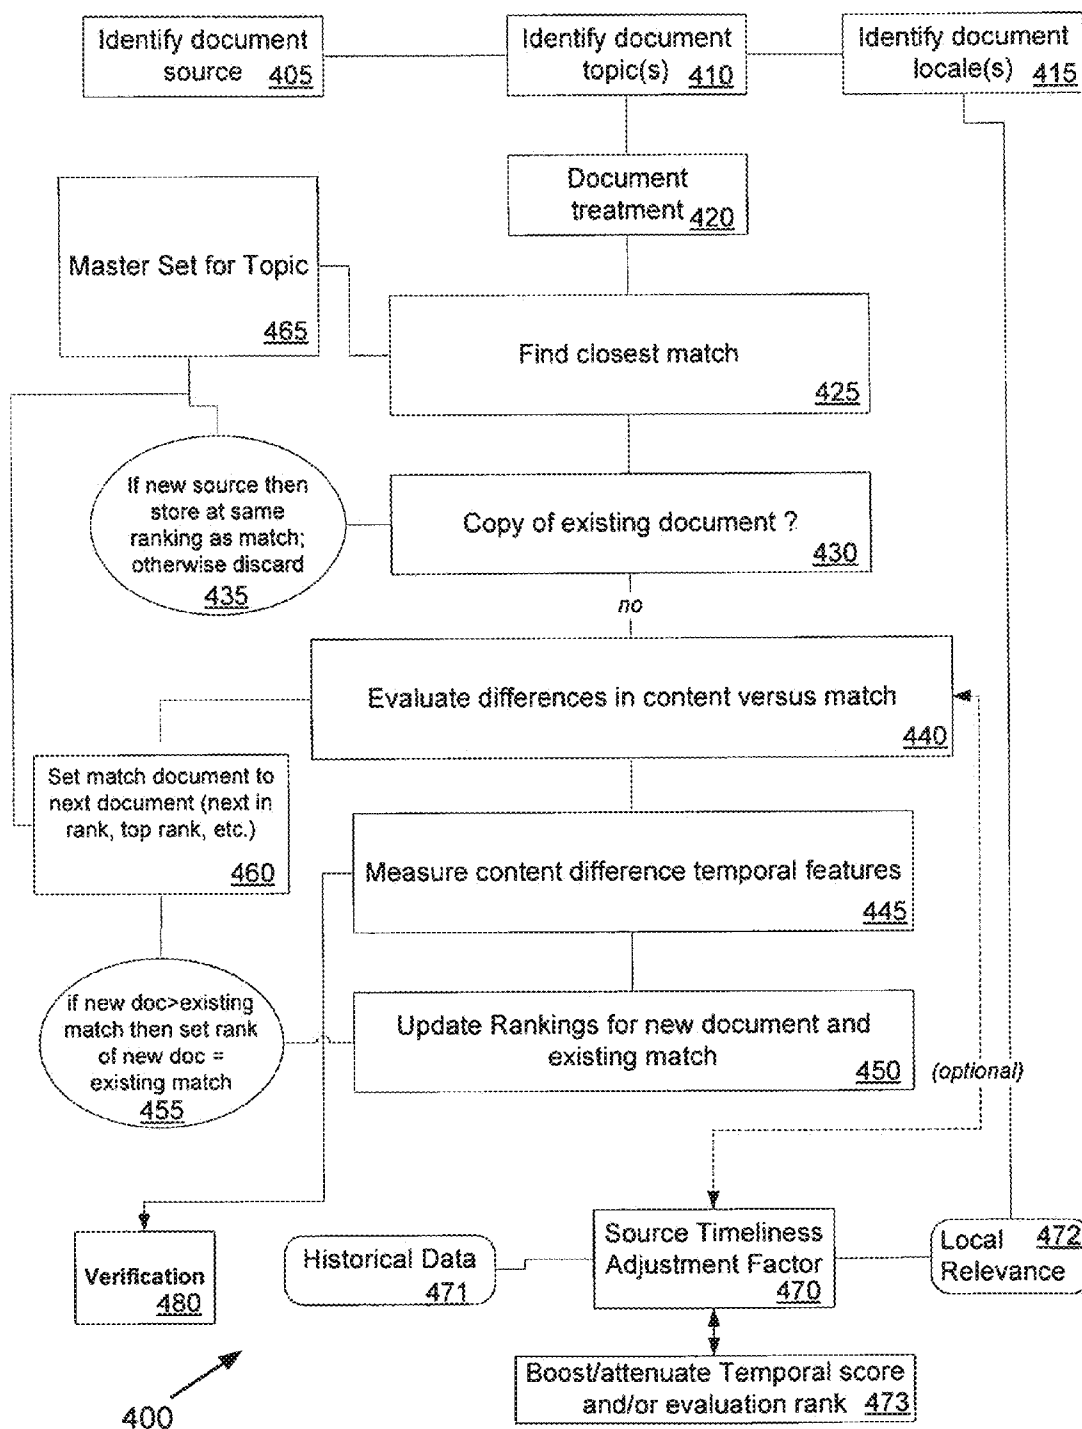 Identify document
source 405
Identify document
topic(s) 410
Identify document
locale(s) 415
Document
treatment 420
Master Set for Topic
465
Find closest match
425
If new source then
store at same
ranking as match;
otherwise discard
435
Copy of existing document ?
430
no
Evaluate differences in content versus match
440
Set match document to
next document (next in
rank, top rank, etc.)
460
Measure content difference temporal features
445
if new doc>existing
match then set rank
of new doc =
existing match
455
Update Rankings for new document and
existing match
450
(optional)
Verification
480
Historical Data
471
Source Timeliness
Adjustment Factor
470
Local 472
Relevance
Boost/attenuate Temporal score
and/or evaluation rank 473
400